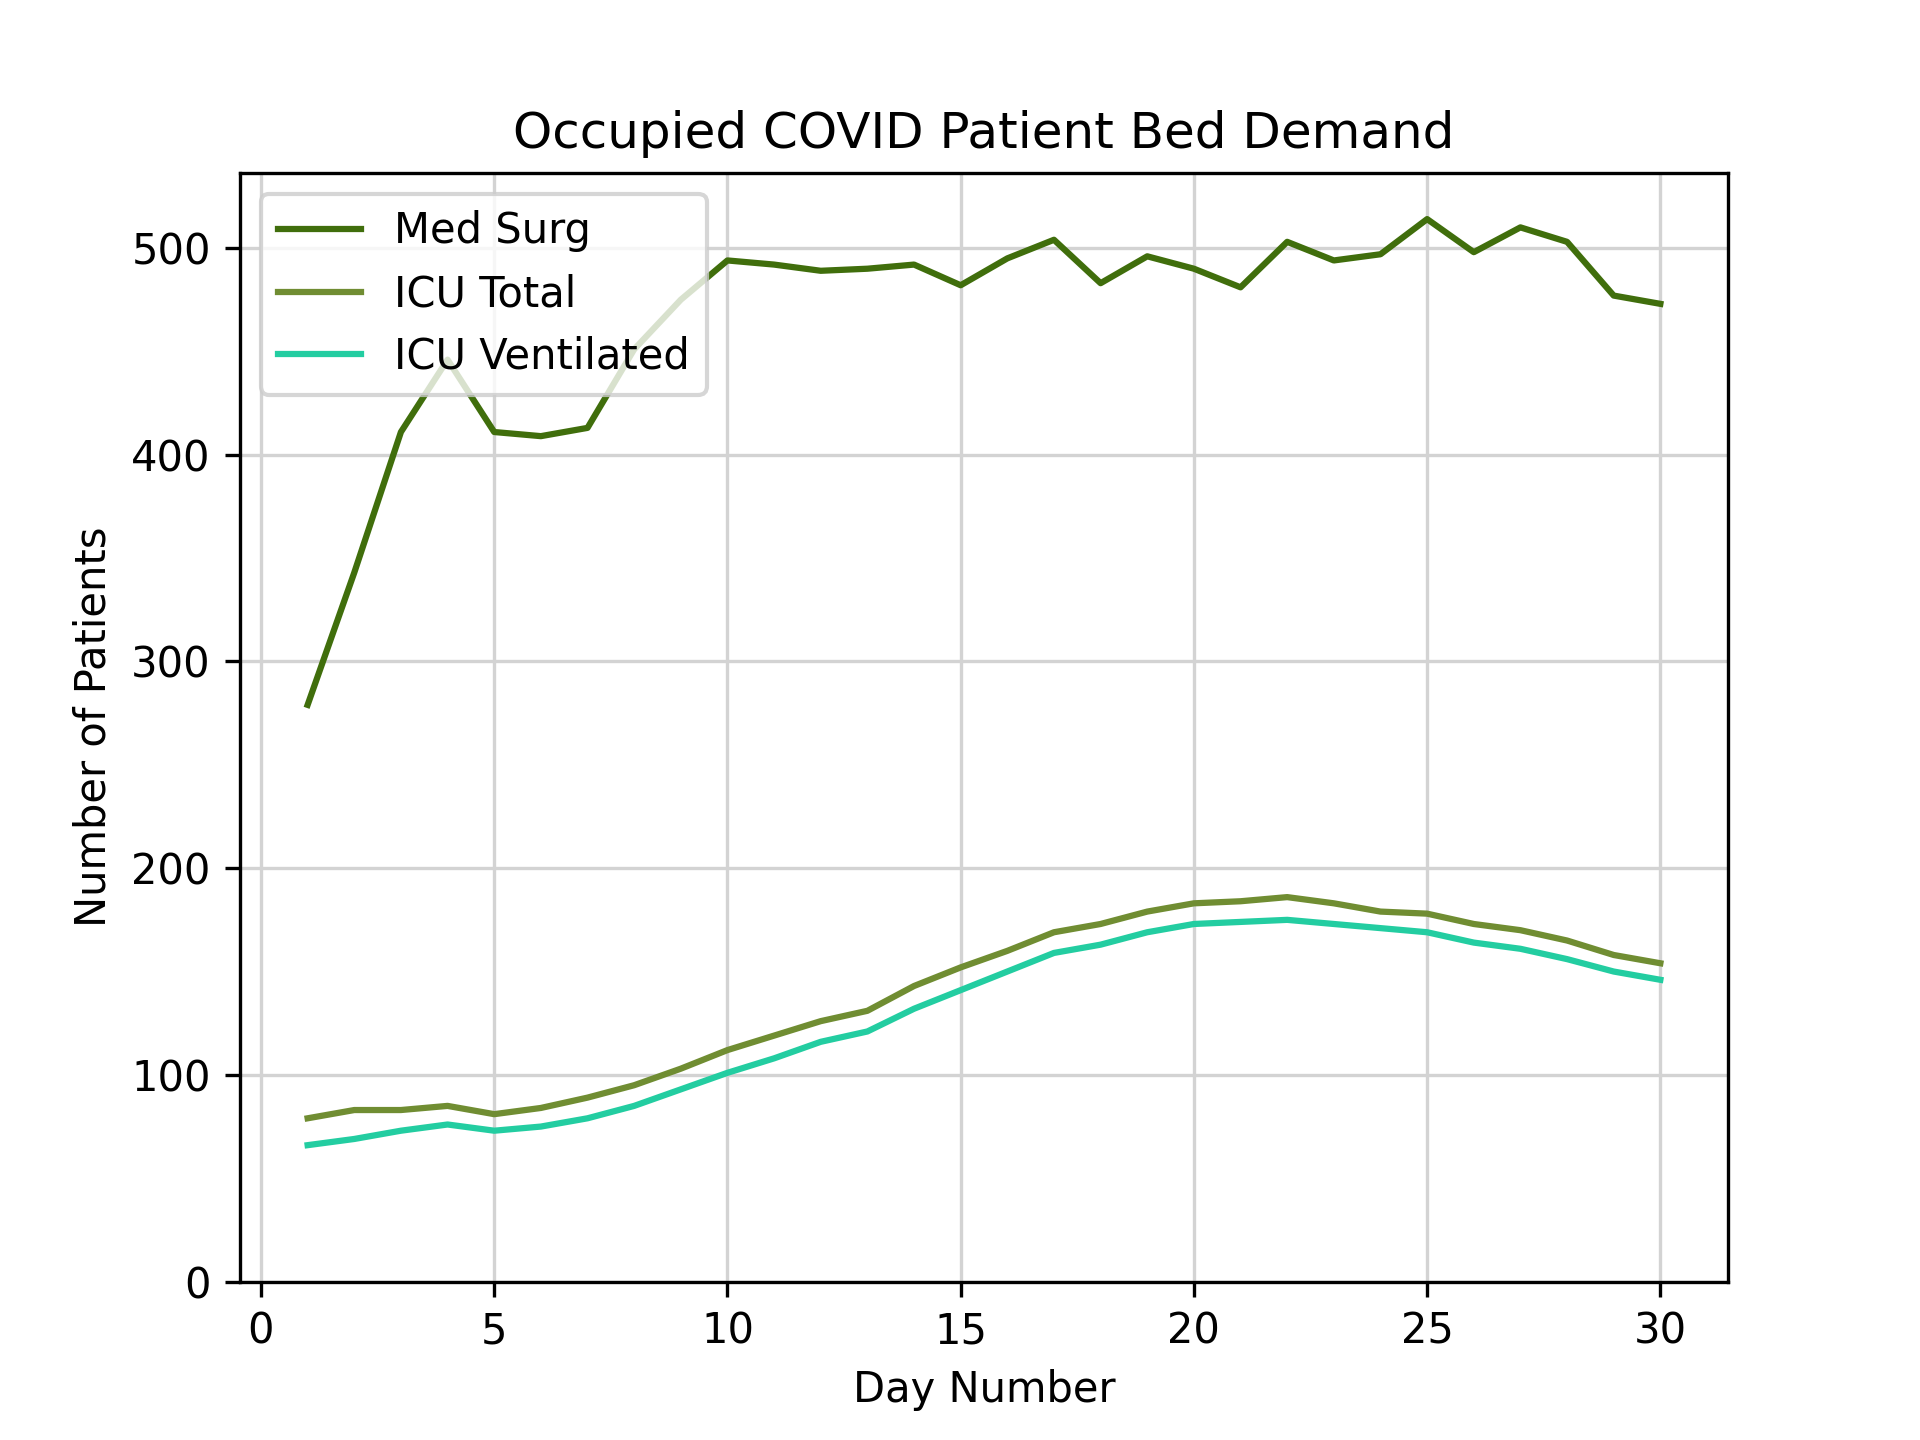 Occupied COVID Patient Bed Demand
Med Surg
ICU Total
ICU Ventilated
500
400
300
200
100
0
Number of Patients
0 5 10 15 20 25 30
Day Number